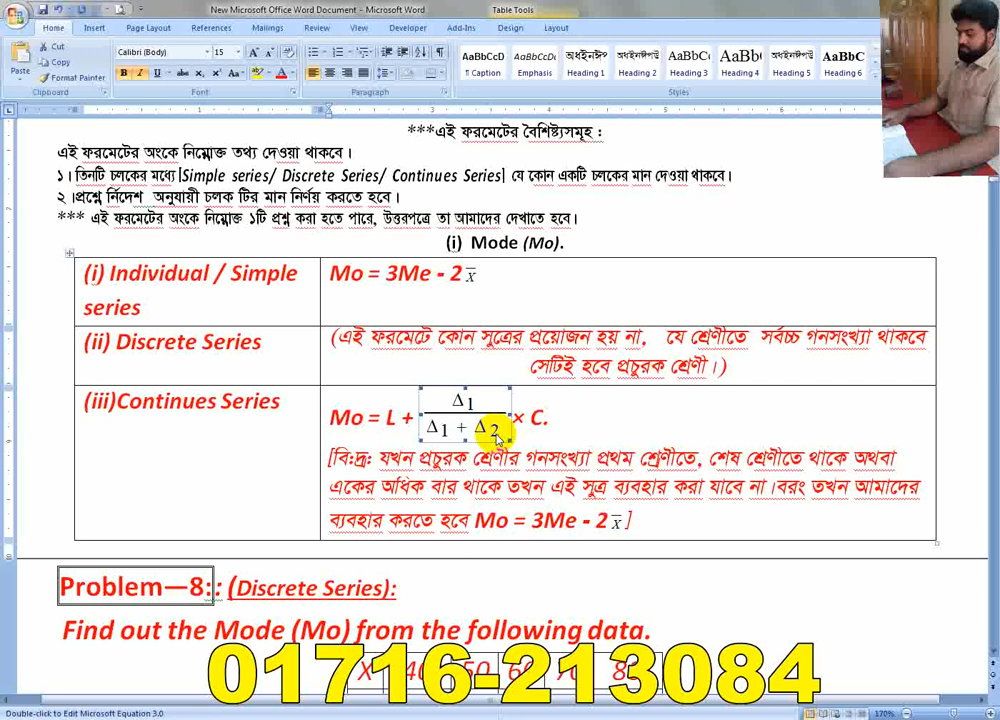 New Microsoft Office Word Document - Microsoft Word
Table Tools
Home Insert Page Layout References Mailings Review View Developer Add-Ins Design Layout
Paste
Cut
Copy
Format Painter
Calibri (Body) 15
AaBbCcD AaBbCcDc অধইঈঈপ AaBbCcD AaBbC
¶ Caption Emphasis Heading 1 Heading 2 Heading 3 Heading 4 Heading 5 Heading 6
Clipboard Font Paragraph Styles
***এই ফরমেটের বৈশিষ্ট্যসমূহ :
এই ফরমেটের অংকে নিম্নোক্ত তথ্য দেওয়া থাকবে।
১। তিনটি চলকের মধ্যে |Simple series/ Discrete Series/ Continues Series| যে কোন একটি চলকের মান দেওয়া থাকবে।
২। প্রশ্নে নির্দেশ অনুযায়ী চলক টির মান নির্ণয় করতে হবে।
*** এই ফরমেটের অংকে নিম্নোক্ত ১টি প্রশ্ন করা হতে পারে, উত্তরপত্রে তা আমাদের দেখাতে হবে।
(i) Mode (Mo).
(i) Individual / Simple series
Mo = 3Me - 2 x̅
(ii) Discrete Series
(এই ফরমেটে কোন সুত্রের প্রয়োজন হয় না, যে শ্রেণীতে সর্বচ্চ গনসংখ্যা থাকবে
সেটিই হবে প্রচুরক শ্রেণী।)
(iii)Continues Series
Mo = L + Δ1 / Δ1 + Δ2 × C.
[বি:দ্র: যখন প্রচুরক শ্রেণীর গনসংখ্যা প্রথম শ্রেণীতে, শেষ শ্রেণীতে থাকে অথবা
একের অধিক বার থাকে তখন এই সুত্র ব্যবহার করা যাবে না। বরং তখন আমাদের
ব্যবহার করতে হবে Mo = 3Me - 2 x̅ ]
Problem—8:: (Discrete Series):
Find out the Mode (Mo) from the following data.
X 40 50 60
01716-213084
Double-click to Edit Microsoft Equation 3.0
170%